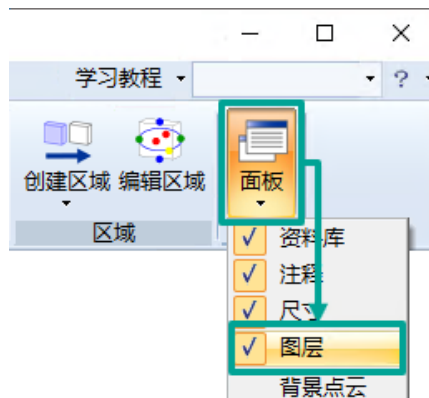 学习教程
?
创建区域 编辑区域 面板
区域
资料库
注释
尺寸
图层
背景点云